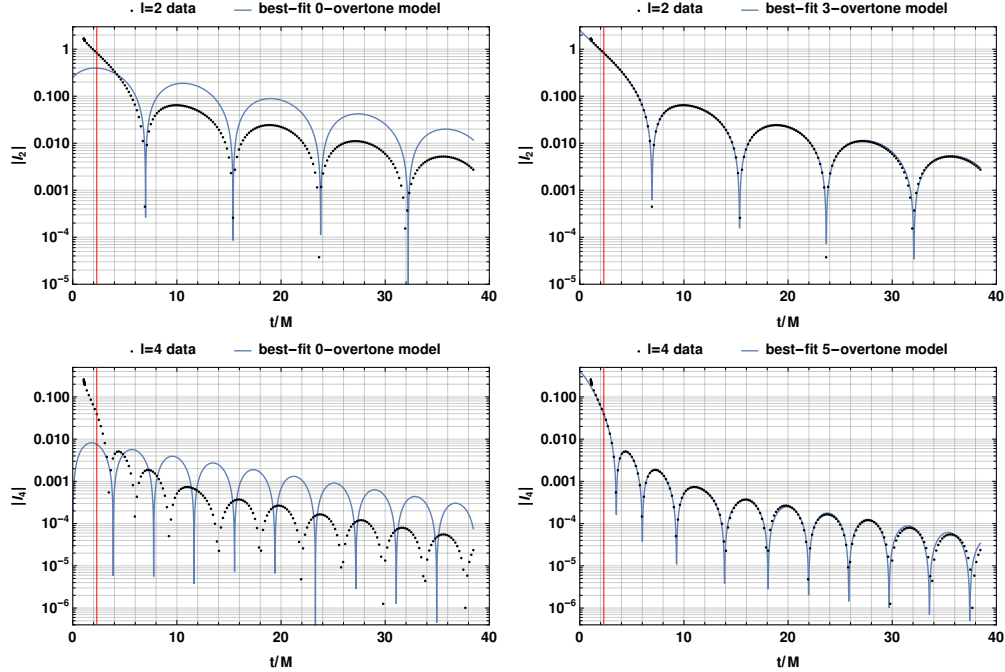 l=2 data best-fit 0-overtone model
|I₂|
1
0.100
0.010
0.001
10⁻⁴
10⁻⁵
0 10 20 30 40
t/M
l=2 data best-fit 3-overtone model
|I₂|
1
0.100
0.010
0.001
10⁻⁴
10⁻⁵
0 10 20 30 40
t/M
l=4 data best-fit 0-overtone model
|I₄|
0.100
0.010
0.001
10⁻⁴
10⁻⁵
10⁻⁶
0 10 20 30 40
t/M
l=4 data best-fit 5-overtone model
|I₄|
0.100
0.010
0.001
10⁻⁴
10⁻⁵
10⁻⁶
0 10 20 30 40
t/M